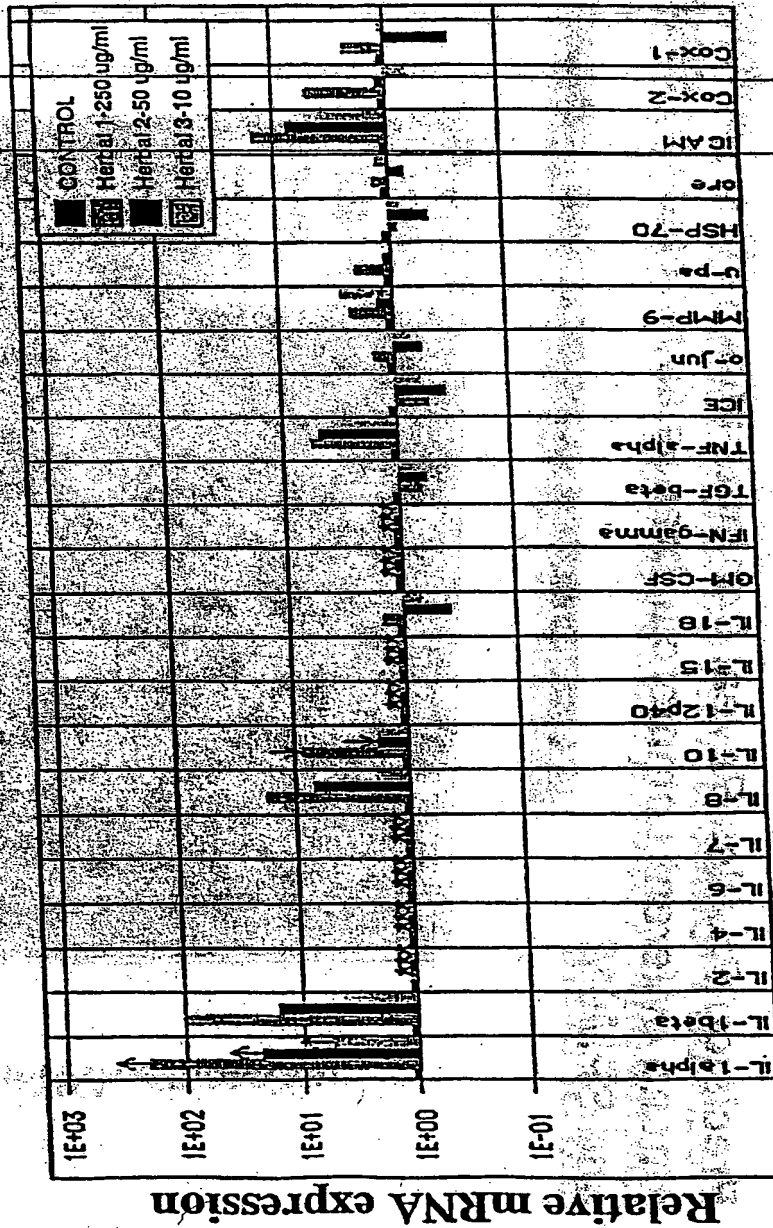 CONTROL
Herbal 1-250 ug/ml
Herbal 2-50 ug/ml
Herbal 3-10 ug/ml
1E+03
1E+02
1E+01
1E+00
1E-01
Relative mRNA expression
IL-1alpha
IL-1beta
IL-2
IL-4
IL-6
IL-7
IL-8
IL-10
IL-12p40
IL-15
IL-18
GM-CSF
IFN-gamma
TGF-beta
TNF-alpha
ICE
c-jun
MMP-9
u-pa
HSP-70
ICAM
Cox-2
Cox-1